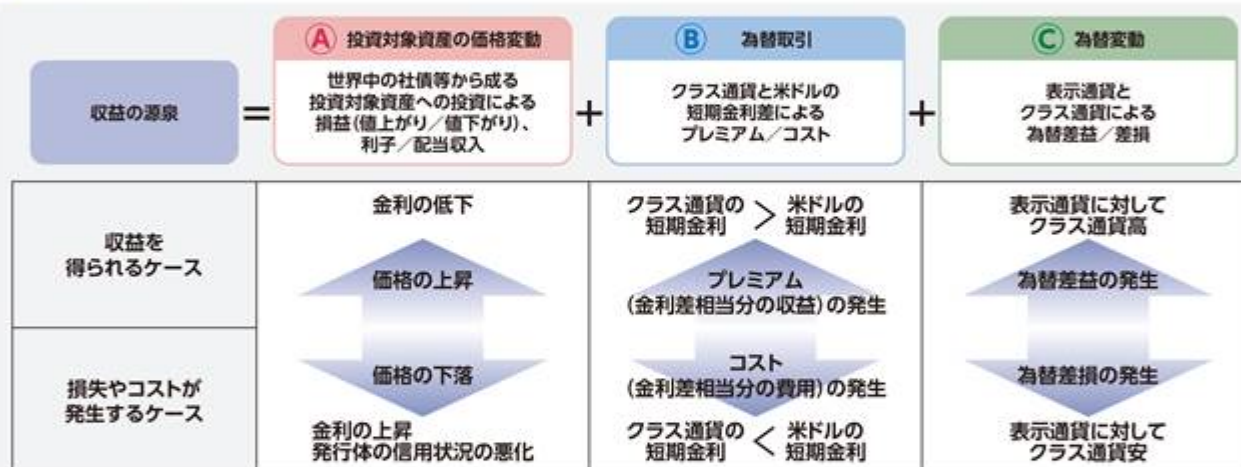 Ⓐ 投資対象資産の価格変動
Ⓑ 為替取引
Ⓒ 為替変動
収益の源泉
=
世界中の社債等から成る
投資対象資産への投資による
損益(値上がり/値下がり)、
利子/配当収入
+
クラス通貨と米ドルの
短期金利差による
プレミアム/コスト
+
表示通貨と
クラス通貨による
為替差益/差損
収益を
得られるケース
金利の低下
価格の上昇
クラス通貨の 短期金利 > 米ドルの 短期金利
プレミアム
(金利差相当分の収益)の発生
表示通貨に対して
クラス通貨高
為替差益の発生
損失やコストが
発生するケース
価格の下落
金利の上昇
発行体の信用状況の悪化
コスト
(金利差相当分の費用)の発生
クラス通貨の 短期金利 < 米ドルの 短期金利
為替差損の発生
表示通貨に対して
クラス通貨安